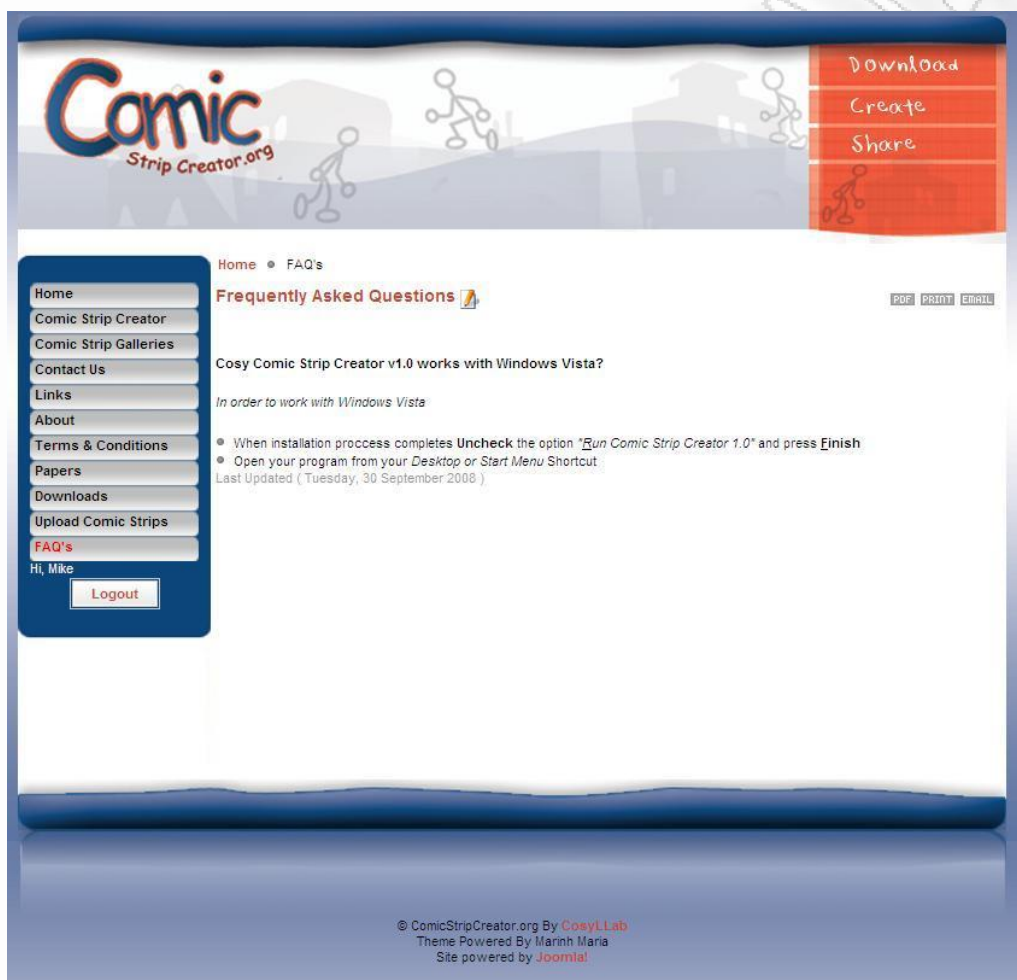 Comic
Strip Creator.org
Download
Create
Share
Home
Comic Strip Creator
Comic Strip Galleries
Contact Us
Links
About
Terms & Conditions
Papers
Downloads
Upload Comic Strips
FAQ's
Hi, Mike
Logout
Home • FAQ's
Frequently Asked Questions
PDF PRINT EMAIL
Cosy Comic Strip Creator v1.0 works with Windows Vista?
In order to work with Windows Vista
When installation proccess completes Uncheck the option "Run Comic Strip Creator 1.0" and press Finish
Open your program from your Desktop or Start Menu Shortcut
Last Updated ( Tuesday, 30 September 2008 )
© ComicStripCreator.org By CosyLLab
Theme Powered By Marinh Maria
Site powered by Joomla!